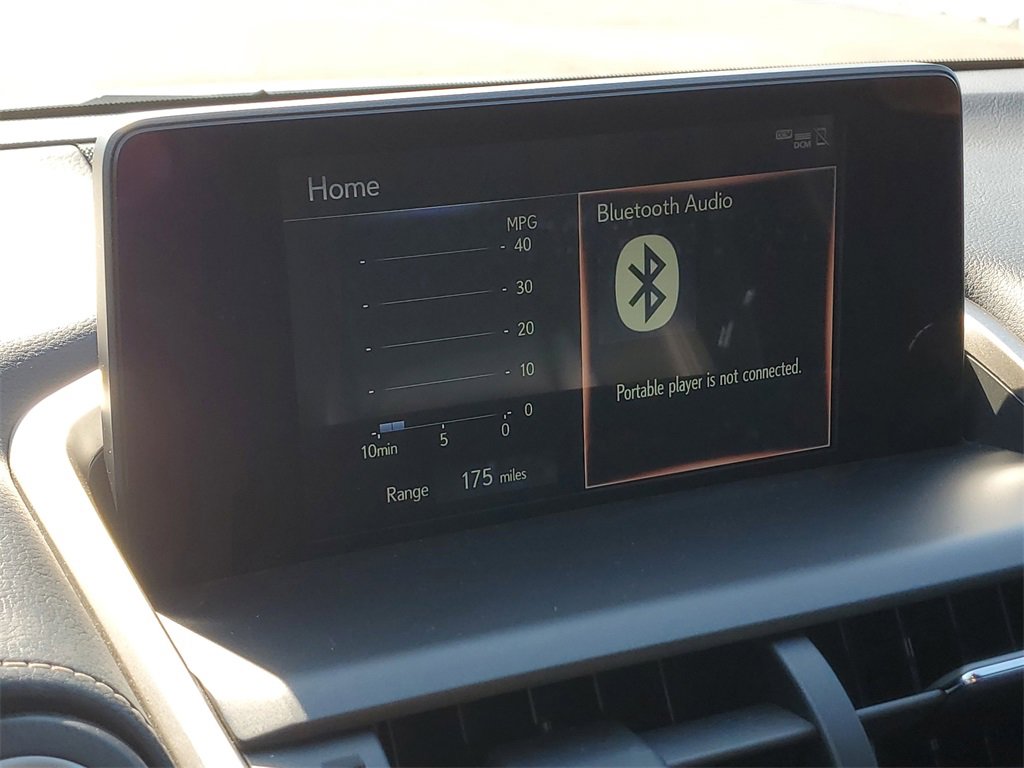 DCM
Home
MPG
40
30
20
10
0
10min 5 0
Range 175 miles
Bluetooth Audio
Portable player is not connected.